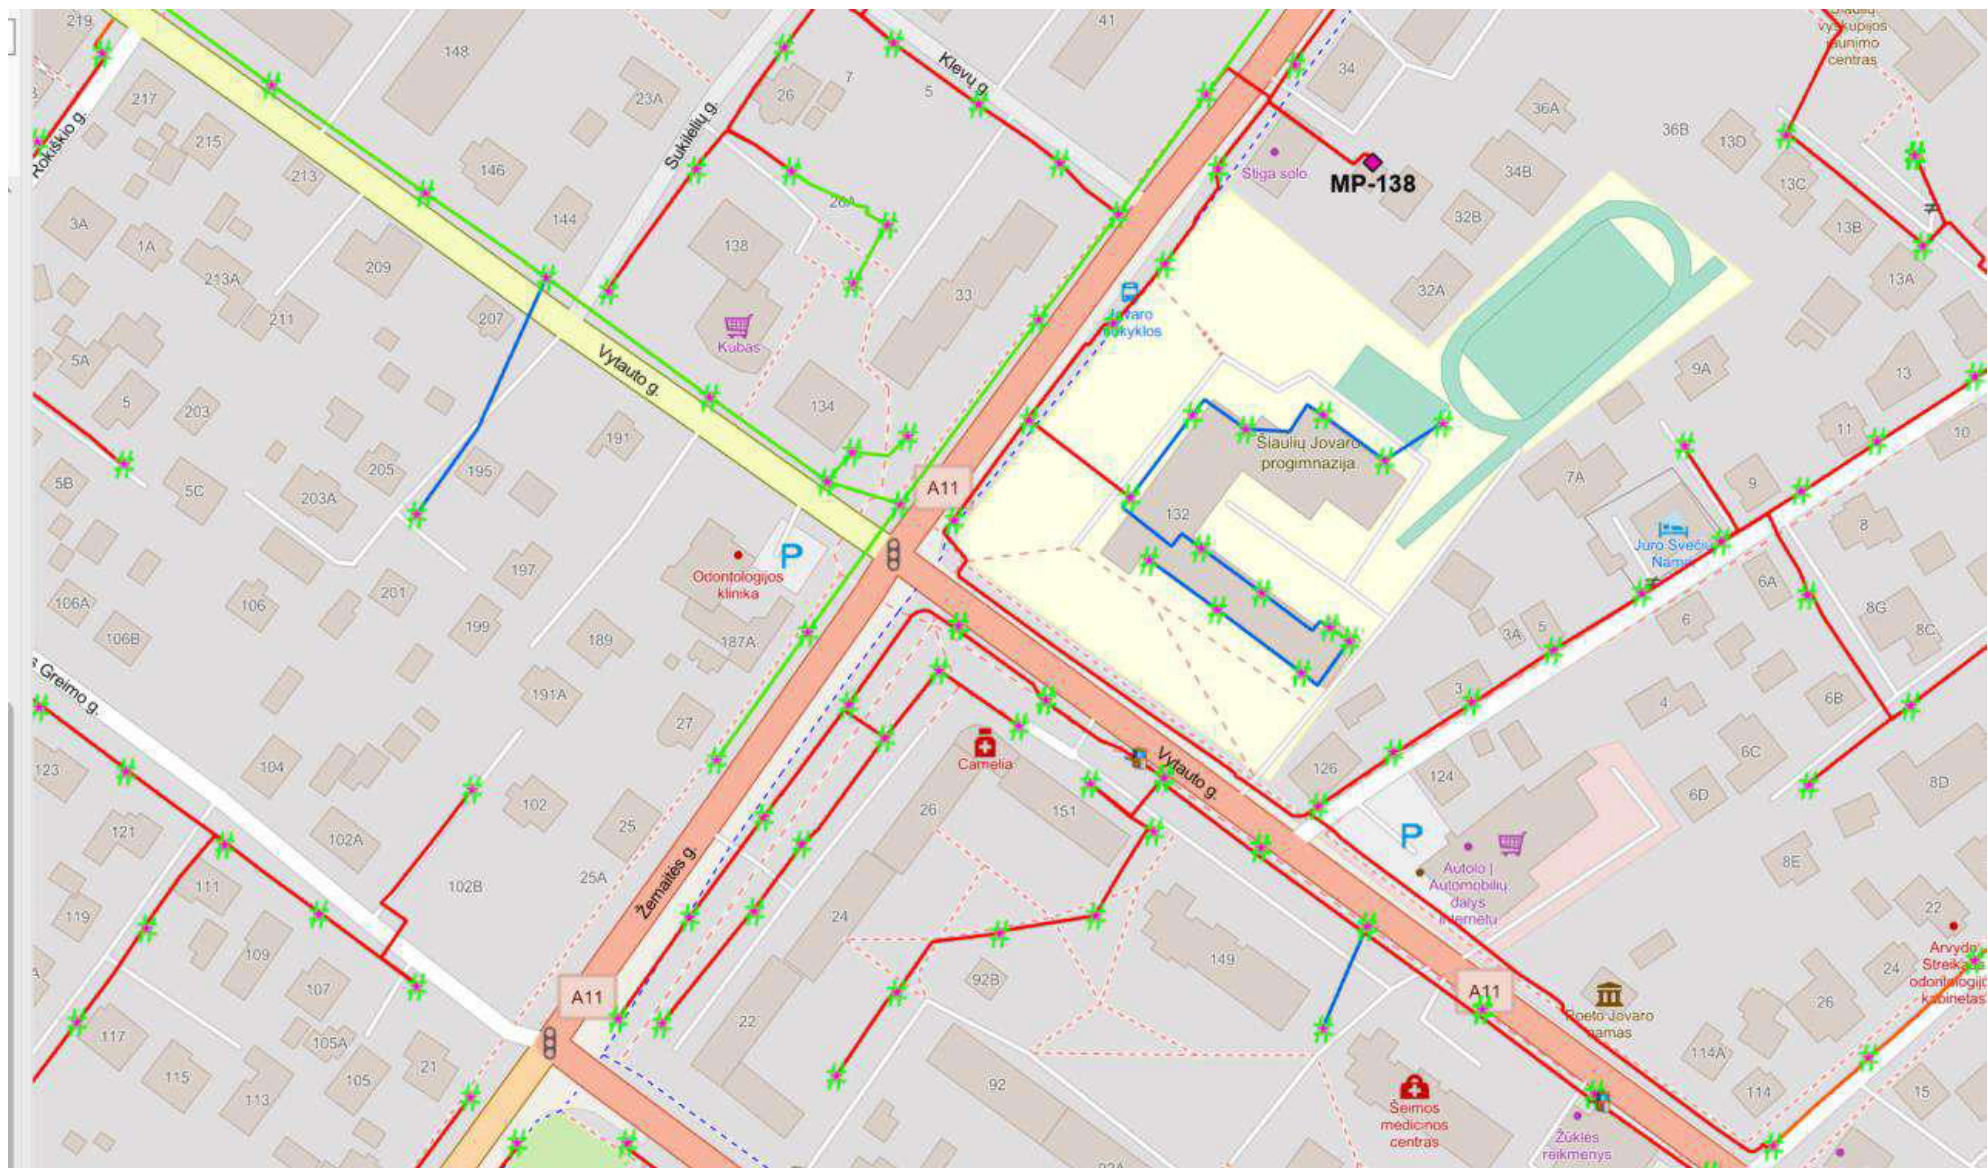 219
148
41
vyskupijos
jaunimo
centras
34
7
5
Klevų g.
217
23A
26
36A
36B
13D
Rokiškio g.
215
Sukilėlių g.
213
146
Stiga solo
MP-138
34B
13C
3A
144
26A
32B
13B
1A
138
209
213A
33
32A
13A
211
207
Jovaro
Kubas
5A
Vytauto g.
9A
13
5
203
134
11
10
191
Šiaulių Jovaro
progimnazija
5B
205
195
5C
203A
A11
132
7A
9
8
P
Odontologijos
klinika
197
201
106A
106
6A
8G
106B
199
189
187A
3A
5
6
8C
Greimo g.
191A
27
3
4
6B
123
104
Camelia
Vytauto g.
126
124
6C
6D
8D
102
121
102A
25
26
151
P
8E
111
102B
25A
Žemaitės g.
Autolo |
Automobilių
dalys
internetu
119
24
22
109
149
Arvydo
Streikaus
odontologijos
kabinetas
107
A11
92B
A11
24
26
Poeto Jovaro
namas
117
105A
22
114A
115
105
21
92
114
15
113
Šeimos
medicinos
centras
Žūklės
reikmenys
92A